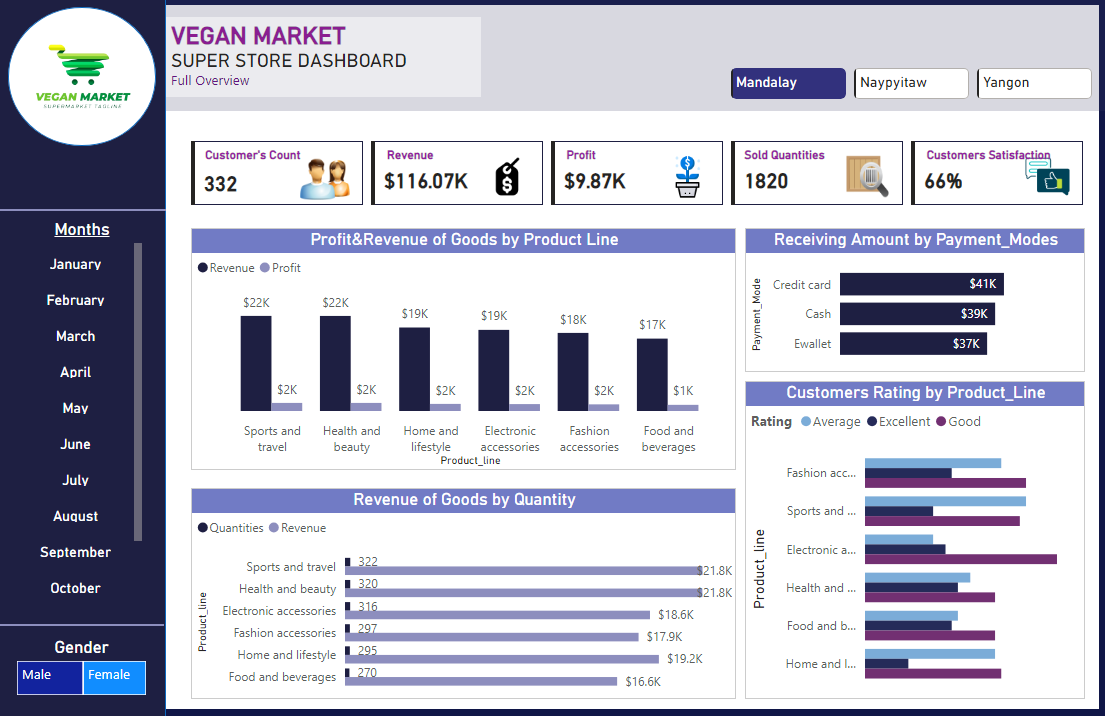 VEGAN MARKET
SUPERMARKET TAGLINE
VEGAN MARKET
SUPER STORE DASHBOARD
Full Overview
Mandalay
Naypyitaw
Yangon
Customer's Count
332
Revenue
$116.07K
Profit
$9.87K
Sold Quantities
1820
Customers Satisfaction
66%
Months
January
February
March
April
May
June
July
August
September
October
Gender
Male
Female
Profit&Revenue of Goods by Product Line
Revenue
Profit
$22K
$2K
$22K
$2K
$19K
$2K
$19K
$2K
$18K
$2K
$17K
$1K
Sports and
travel
Health and
beauty
Home and
lifestyle
Electronic
accessories
Fashion
accessories
Food and
beverages
Product_line
Receiving Amount by Payment_Modes
Payment_Mode
Credit card $41K
Cash $39K
Ewallet $37K
Revenue of Goods by Quantity
Quantities
Revenue
Product_line
Sports and travel 322 $21.8K
Health and beauty 320 $21.8K
Electronic accessories 316 $18.6K
Fashion accessories 297 $17.9K
Home and lifestyle 295 $19.2K
Food and beverages 270 $16.6K
Customers Rating by Product_Line
Rating Average Excellent Good
Product_line
Fashion acc...
Sports and ...
Electronic a...
Health and ...
Food and b...
Home and l...